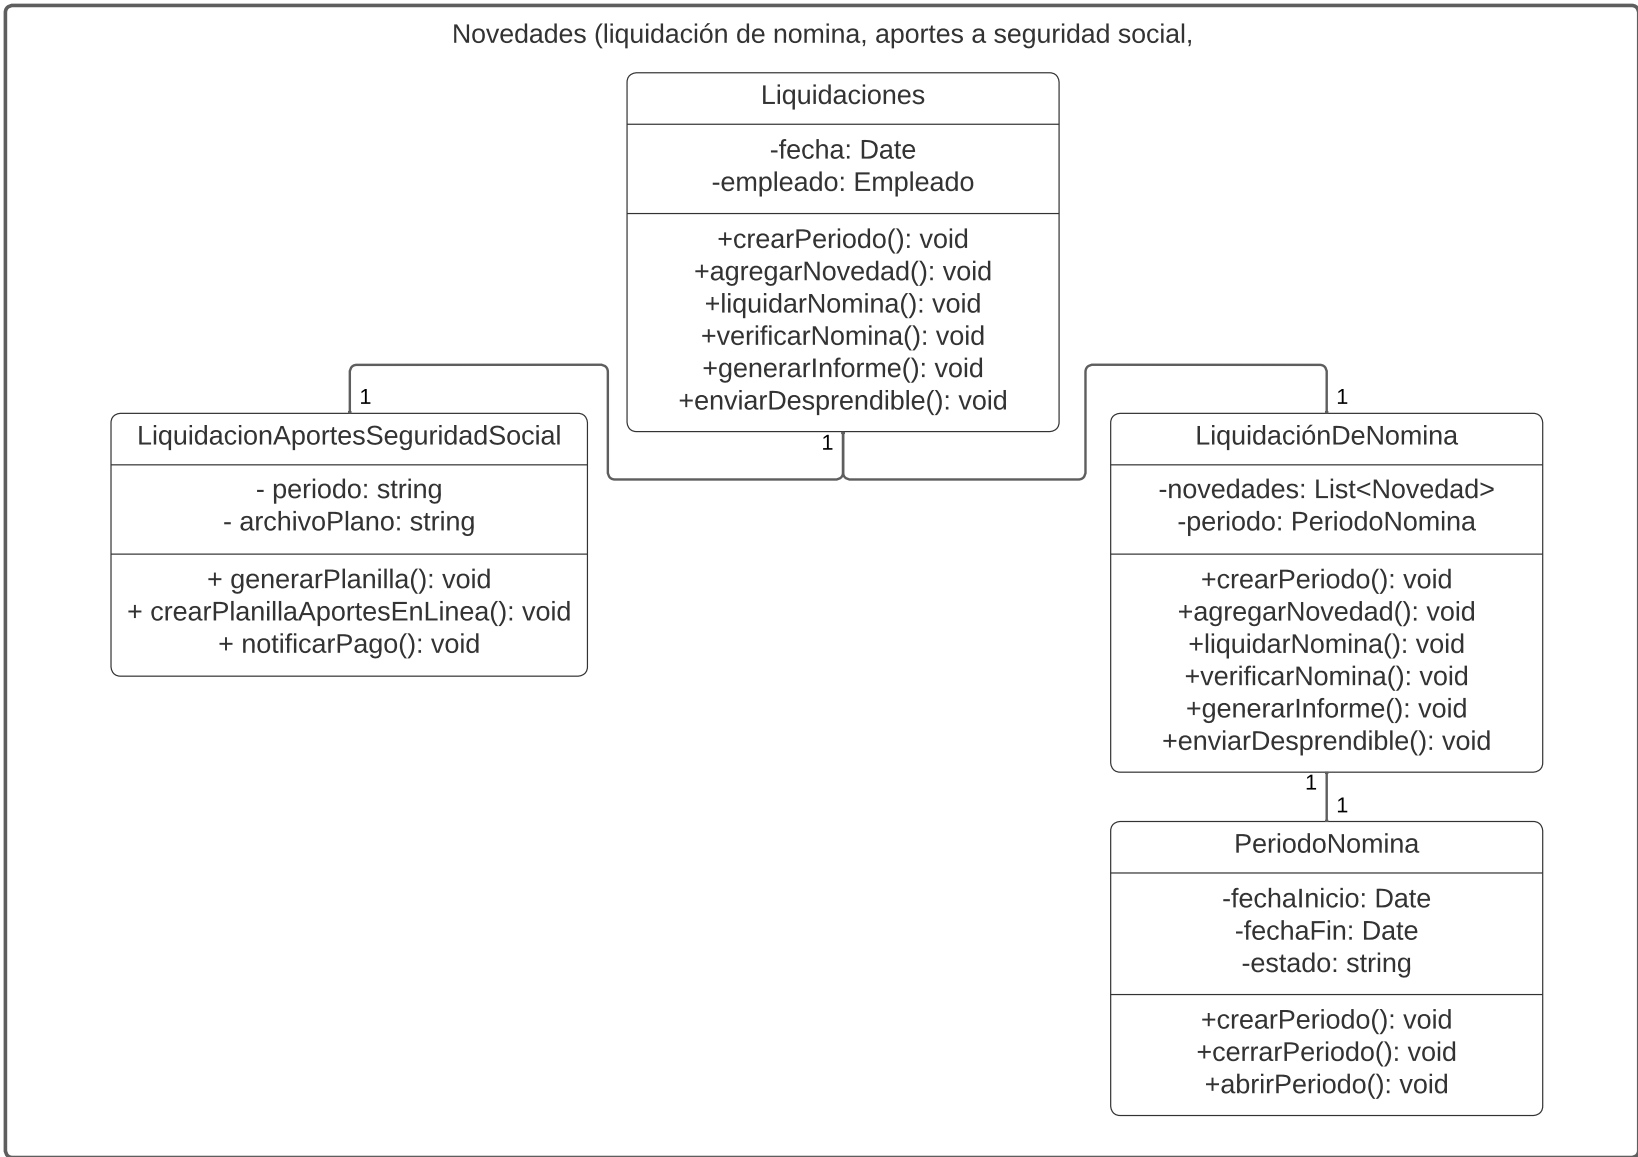 Novedades (liquidación de nomina, aportes a seguridad social,
Liquidaciones
-fecha: Date
-empleado: Empleado
+crearPeriodo(): void
+agregarNovedad(): void
+liquidarNomina(): void
+verificarNomina(): void
+generarInforme(): void
+enviarDesprendible(): void
1
1
1
LiquidacionAportesSeguridadSocial
- periodo: string
- archivoPlano: string
+ generarPlanilla(): void
+ crearPlanillaAportesEnLinea(): void
+ notificarPago(): void
LiquidaciónDeNomina
-novedades: List<Novedad>
-periodo: PeriodoNomina
+crearPeriodo(): void
+agregarNovedad(): void
+liquidarNomina(): void
+verificarNomina(): void
+generarInforme(): void
+enviarDesprendible(): void
1
1
PeriodoNomina
-fechaInicio: Date
-fechaFin: Date
-estado: string
+crearPeriodo(): void
+cerrarPeriodo(): void
+abrirPeriodo(): void